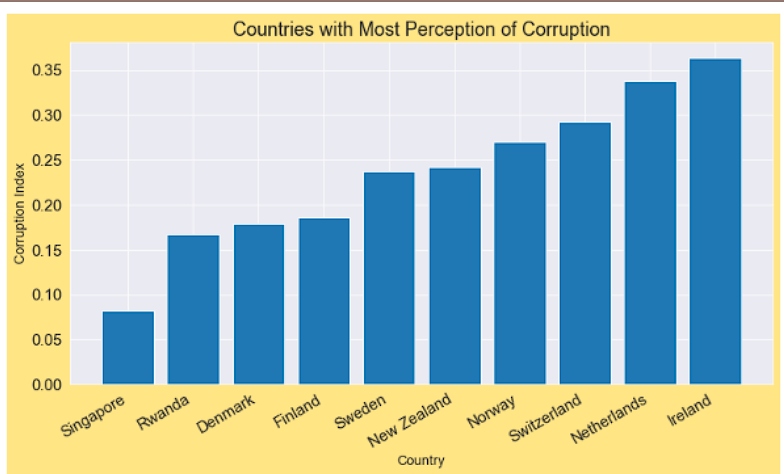 Countries with Most Perception of Corruption
Corruption Index
0.35
0.30
0.25
0.20
0.15
0.10
0.05
0.00
Singapore
Rwanda
Denmark
Finland
Sweden
New Zealand
Norway
Switzerland
Netherlands
Ireland
Country